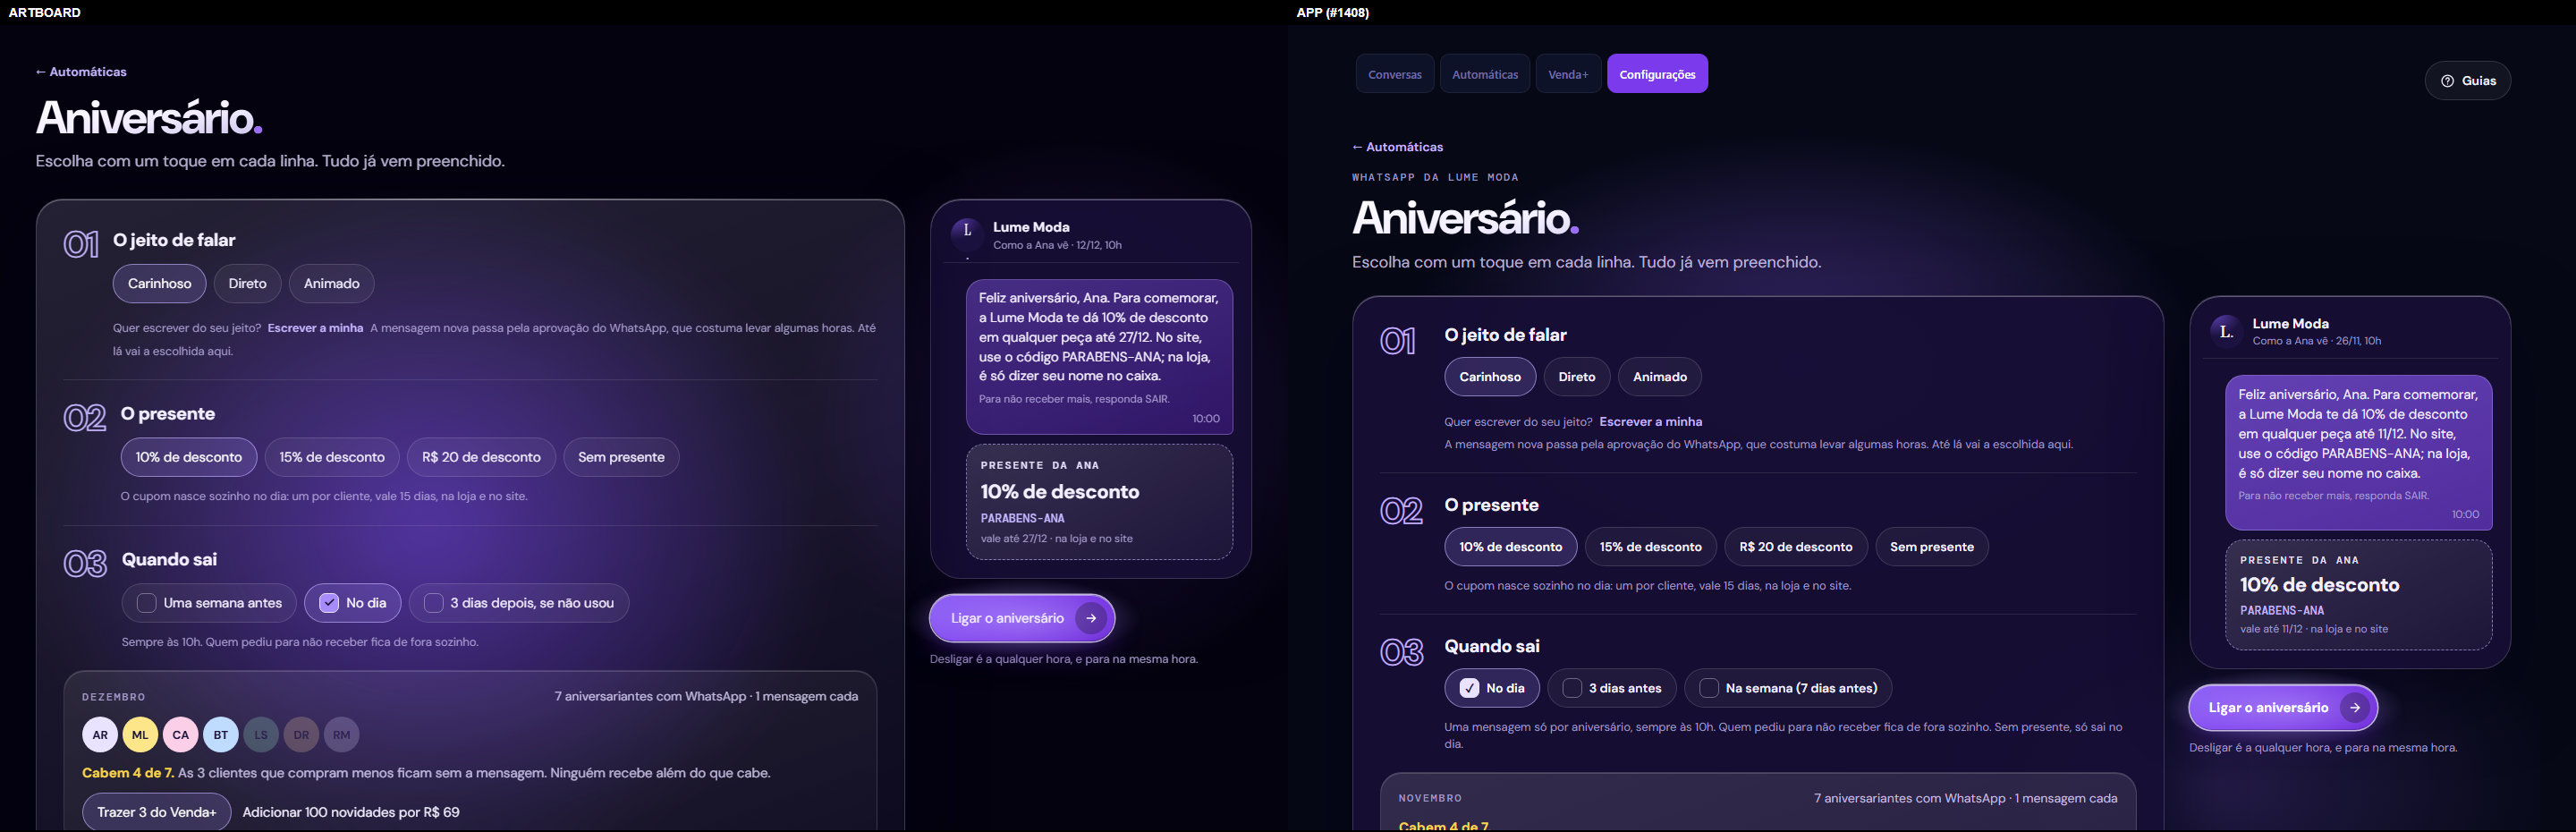 ARTBOARD
← Automáticas
Aniversário.
Escolha com um toque em cada linha. Tudo já vem preenchido.
01
O jeito de falar
Carinhoso
Direto
Animado
Quer escrever do seu jeito? Escrever a minha A mensagem nova passa pela aprovação do WhatsApp, que costuma levar algumas horas. Até
lá vai a escolhida aqui.
02
O presente
10% de desconto
15% de desconto
R$ 20 de desconto
Sem presente
O cupom nasce sozinho no dia: um por cliente, vale 15 dias, na loja e no site.
03
Quando sai
Uma semana antes
No dia
3 dias depois, se não usou
Sempre às 10h. Quem pediu para não receber fica de fora sozinho.
DEZEMBRO
7 aniversariantes com WhatsApp · 1 mensagem cada
AR
ML
CA
BT
LS
DR
RM
Cabem 4 de 7. As 3 clientes que compram menos ficam sem a mensagem. Ninguém recebe além do que cabe.
Trazer 3 do Venda+
Adicionar 100 novidades por R$ 69
L
.
Lume Moda
Como a Ana vê · 12/12, 10h
Feliz aniversário, Ana. Para comemorar,
a Lume Moda te dá 10% de desconto
em qualquer peça até 27/12. No site,
use o código PARABENS-ANA; na loja,
é só dizer seu nome no caixa.
Para não receber mais, responda SAIR.
10:00
PRESENTE DA ANA
10% de desconto
PARABENS-ANA
vale até 27/12 · na loja e no site
Ligar o aniversário →
Desligar é a qualquer hora, e para na mesma hora.
APP (#1408)
Conversas
Automáticas
Venda+
Configurações
Guias
← Automáticas
WHATSAPP DA LUME MODA
Aniversário.
Escolha com um toque em cada linha. Tudo já vem preenchido.
01
O jeito de falar
Carinhoso
Direto
Animado
Quer escrever do seu jeito? Escrever a minha
A mensagem nova passa pela aprovação do WhatsApp, que costuma levar algumas horas. Até lá vai a escolhida aqui.
02
O presente
10% de desconto
15% de desconto
R$ 20 de desconto
Sem presente
O cupom nasce sozinho no dia: um por cliente, vale 15 dias, na loja e no site.
03
Quando sai
No dia
3 dias antes
Na semana (7 dias antes)
Uma mensagem só por aniversário, sempre às 10h. Quem pediu para não receber fica de fora sozinho. Sem presente, só sai no
dia.
NOVEMBRO
7 aniversariantes com WhatsApp · 1 mensagem cada
Cabem 4 de 7.
L.
Lume Moda
Como a Ana vê · 26/11, 10h
Feliz aniversário, Ana. Para comemorar,
a Lume Moda te dá 10% de desconto
em qualquer peça até 11/12. No site,
use o código PARABENS-ANA; na loja,
é só dizer seu nome no caixa.
Para não receber mais, responda SAIR.
10:00
PRESENTE DA ANA
10% de desconto
PARABENS-ANA
vale até 11/12 · na loja e no site
Ligar o aniversário →
Desligar é a qualquer hora, e para na mesma hora.